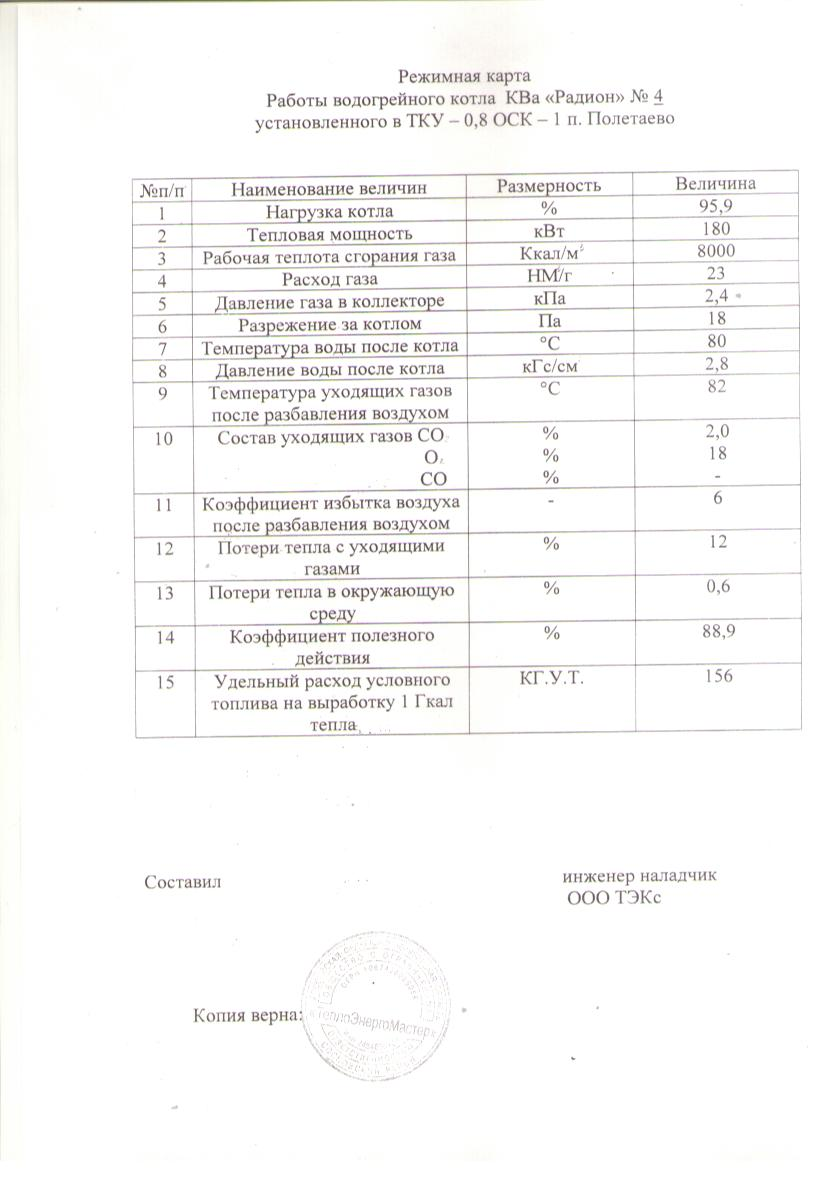 Режимная карта
Работы водогрейного котла КВа «Радион» № 4
установленного в ТКУ – 0,8 ОСК – 1 п. Полетаево
№п/п Наименование величин Размерность Величина
1 Нагрузка котла % 95,9
2 Тепловая мощность кВт 180
3 Рабочая теплота сгорания газа Ккал/м³ 8000
4 Расход газа НМ/г 23
5 Давление газа в коллекторе кПа 2,4
6 Разрежение за котлом Па 18
7 Температура воды после котла °С 80
8 Давление воды после котла кГс/см 2,8
9 Температура уходящих газов °С 82
после разбавления воздухом
10 Состав уходящих газов СО % 2,0
О₂ % 18
СО % -
11 Коэффициент избытка воздуха - 6
после разбавления воздухом
12 Потери тепла с уходящими % 12
газами
13 Потери тепла в окружающую % 0,6
среду
14 Коэффициент полезного % 88,9
действия
15 Удельный расход условного КГ.У.Т. 156
топлива на выработку 1 Гкал
тепла
Составил инженер наладчик
ООО ТЭКс
Копия верна:
ТеплоЭнергоМастер